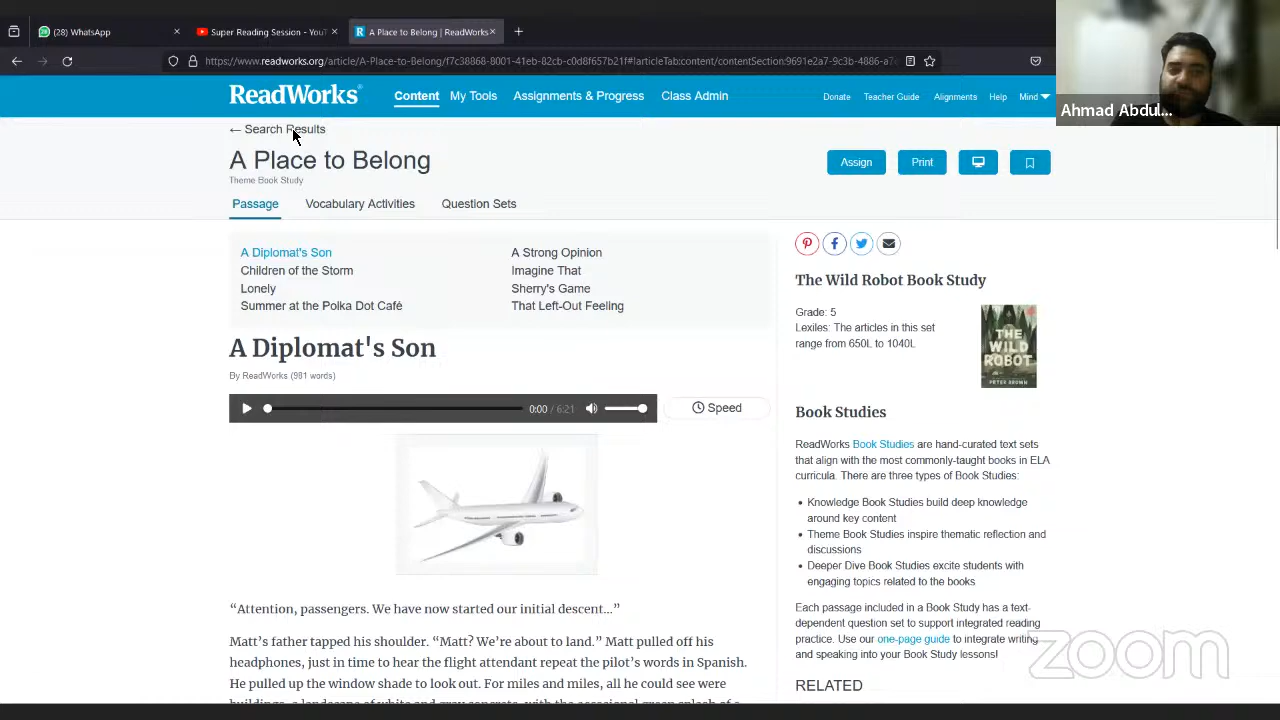 (28) WhatsApp
Super Reading Session - YouT
A Place to Belong | ReadWorks
https://www.readworks.org/article/A-Place-to-Belong/f7c38868-8001-41eb-82cb-c0d8f657b21f#!articleTab:content/contentSection:9691e2a7-9c3b-4886-a7c
Ahmad Abdul...
ReadWorks®
Content
My Tools
Assignments & Progress
Class Admin
Donate
Teacher Guide
Alignments
Help
Mind
← Search Results
A Place to Belong
Theme Book Study
Assign
Print
Passage
Vocabulary Activities
Question Sets
A Diplomat's Son
Children of the Storm
Lonely
Summer at the Polka Dot Café
A Strong Opinion
Imagine That
Sherry's Game
That Left-Out Feeling
A Diplomat's Son
By ReadWorks (981 words)
0:00 / 6:21
Speed
“Attention, passengers. We have now started our initial descent...”
Matt’s father tapped his shoulder. “Matt? We’re about to land.” Matt pulled off his
headphones, just in time to hear the flight attendant repeat the pilot’s words in Spanish.
He pulled up the window shade to look out. For miles and miles, all he could see were
buildings, a landscape of white and gray concrete, with the occasional green splash of a
The Wild Robot Book Study
Grade: 5
Lexiles: The articles in this set
range from 650L to 1040L
THE
WILD
ROBOT
PETER BROWN
Book Studies
ReadWorks Book Studies are hand-curated text sets
that align with the most commonly-taught books in ELA
curricula. There are three types of Book Studies:
• Knowledge Book Studies build deep knowledge
around key content
• Theme Book Studies inspire thematic reflection and
discussions
• Deeper Dive Book Studies excite students with
engaging topics related to the books
Each passage included in a Book Study has a text-
dependent question set to support integrated reading
practice. Use our one-page guide to integrate writing
and speaking into your Book Study lessons!
RELATED
zoom